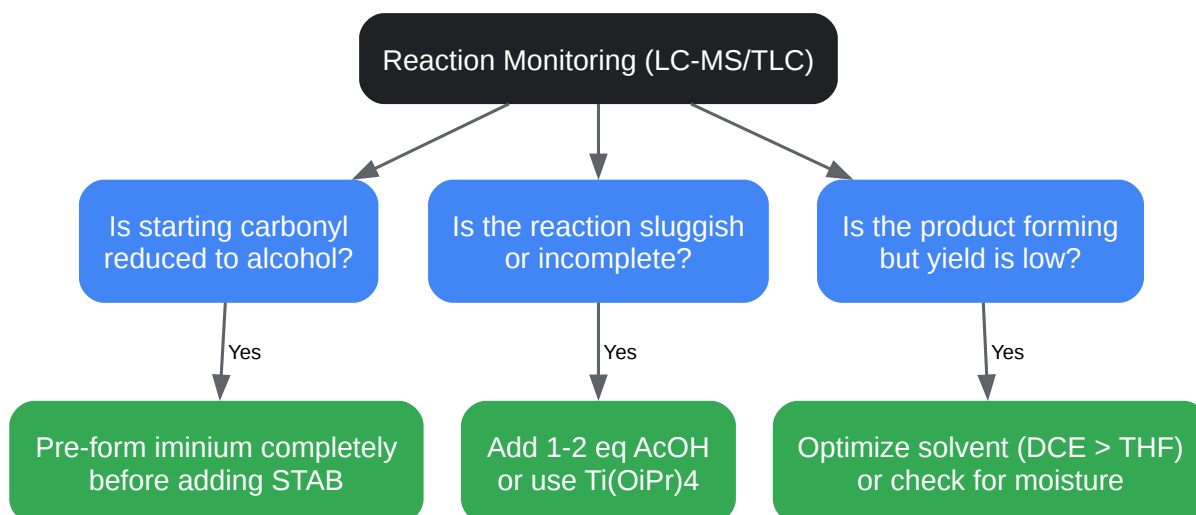 Reaction Monitoring (LC-MS/TLC)
Is starting carbonyl
reduced to alcohol?
Is the reaction sluggish
or incomplete?
Is the product forming
but yield is low?
Yes
Yes
Yes
Pre-form iminium completely
before adding STAB
Add 1-2 eq AcOH
or use Ti(OiPr)4
Optimize solvent (DCE > THF)
or check for moisture